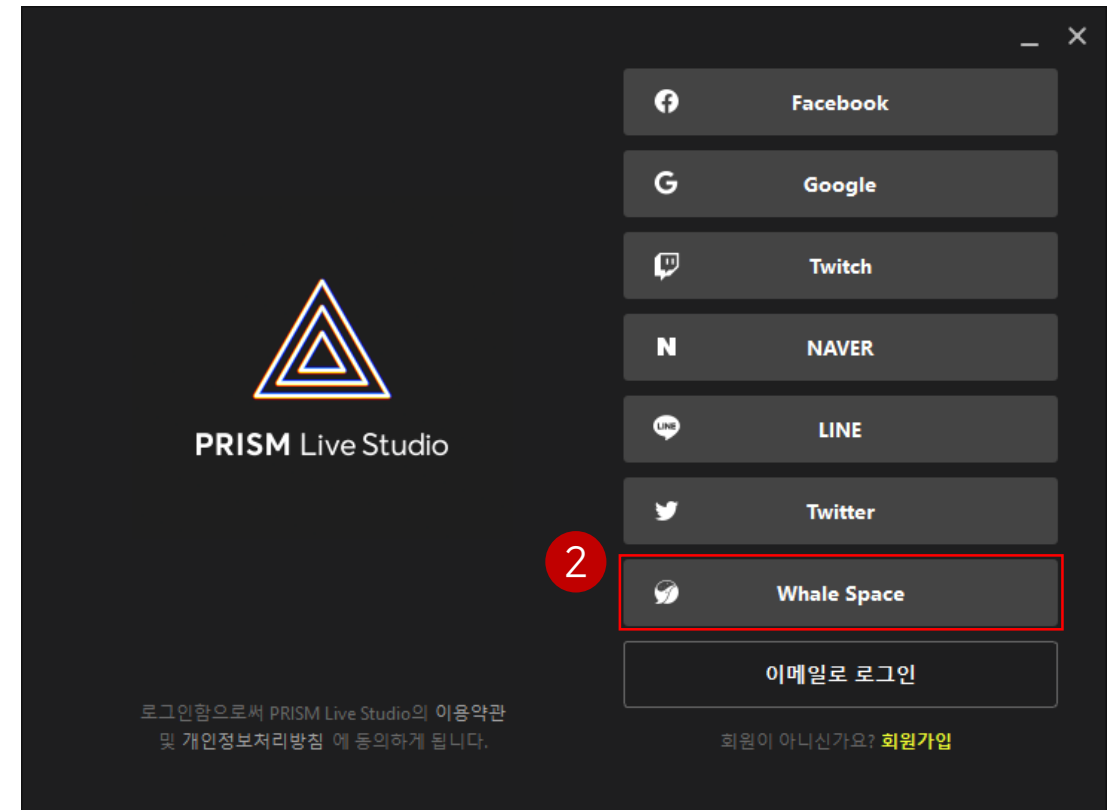 Facebook
Google
Twitch
NAVER
LINE
LINE
Twitter
2
Whale Space
이메일로 로그인
회원이 아니신가요? 회원가입
PRISM Live Studio
로그인함으로써 PRISM Live Studio의 이용약관
및 개인정보처리방침 에 동의하게 됩니다.